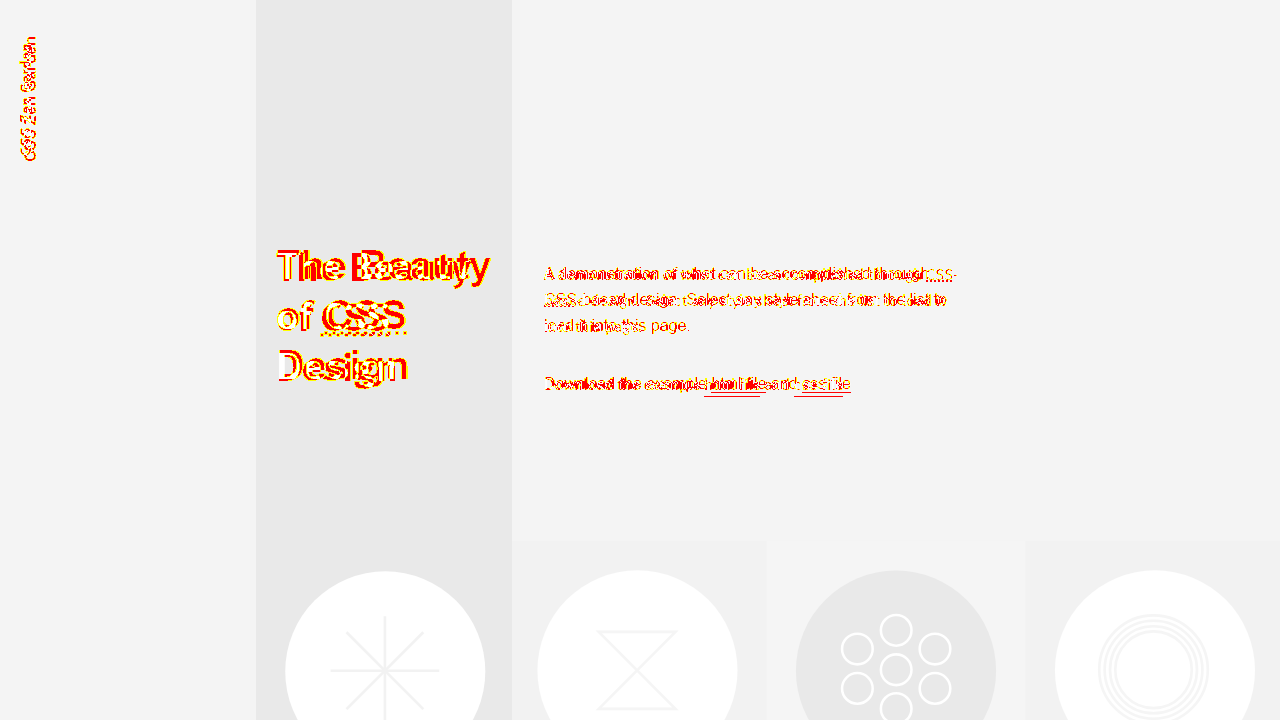 CSS Zen Garden
The Beauty
of CSS
Design
A demonstration of what can be accomplished through
CSS-based design. Select any style sheet from the list to
load it into this page.
Download the example html file and css file